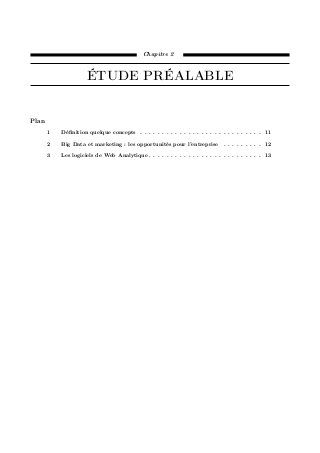 Chapitre 2
ÉTUDE PRÉALABLE
Plan
1 Définition quelque concepts . . . . . . . . . . . . . . . . . . . . . . . . . . . . 11
2 Big Data et marketing : les opportunités pour l'entreprise . . . . . . . . . 12
3 Les logiciels de Web Analytique . . . . . . . . . . . . . . . . . . . . . . . . . . 13